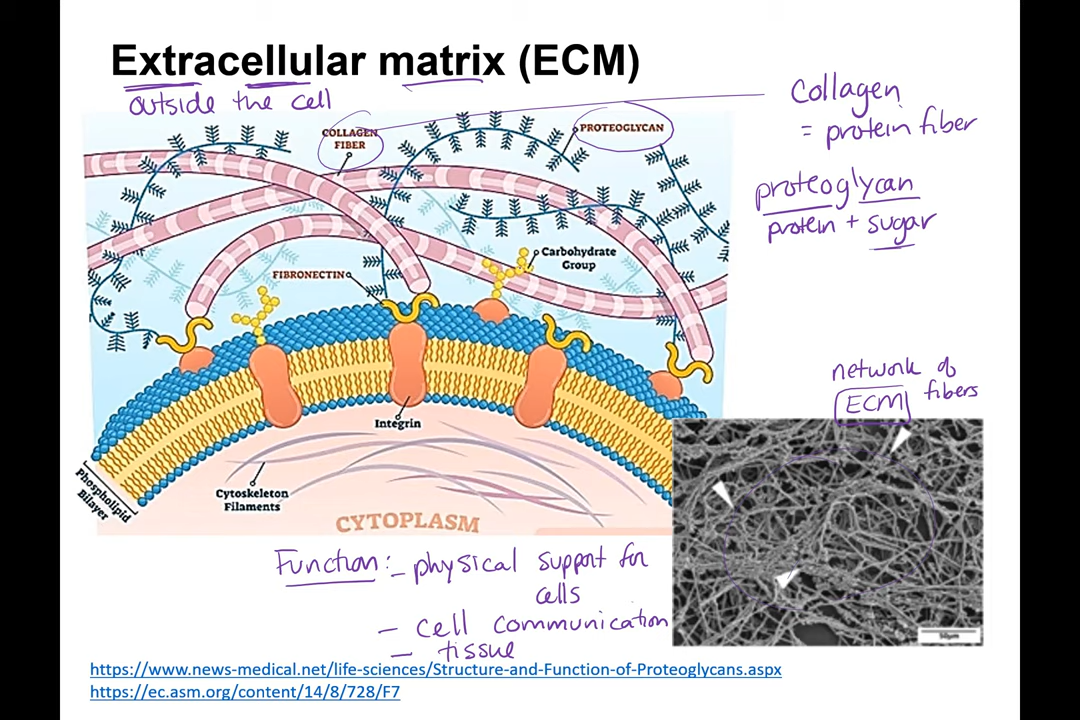 Extracellular matrix (ECM)
outside the cell
COLLAGEN
FIBER
PROTEOGLYCAN
Collagen
= protein fiber
proteoglycan
protein + sugar
Carbohydrate
Group
FIBRONECTIN
network of
fibers
ECM
Integrin
Phospholipid
Bilayer
Cytoskeleton
Filaments
CYTOPLASM
Function: - physical support for
cells
- cell communication
- tissue
https://www.news-medical.net/life-sciences/Structure-and-Function-of-Proteoglycans.aspx
https://ec.asm.org/content/14/8/728/F7